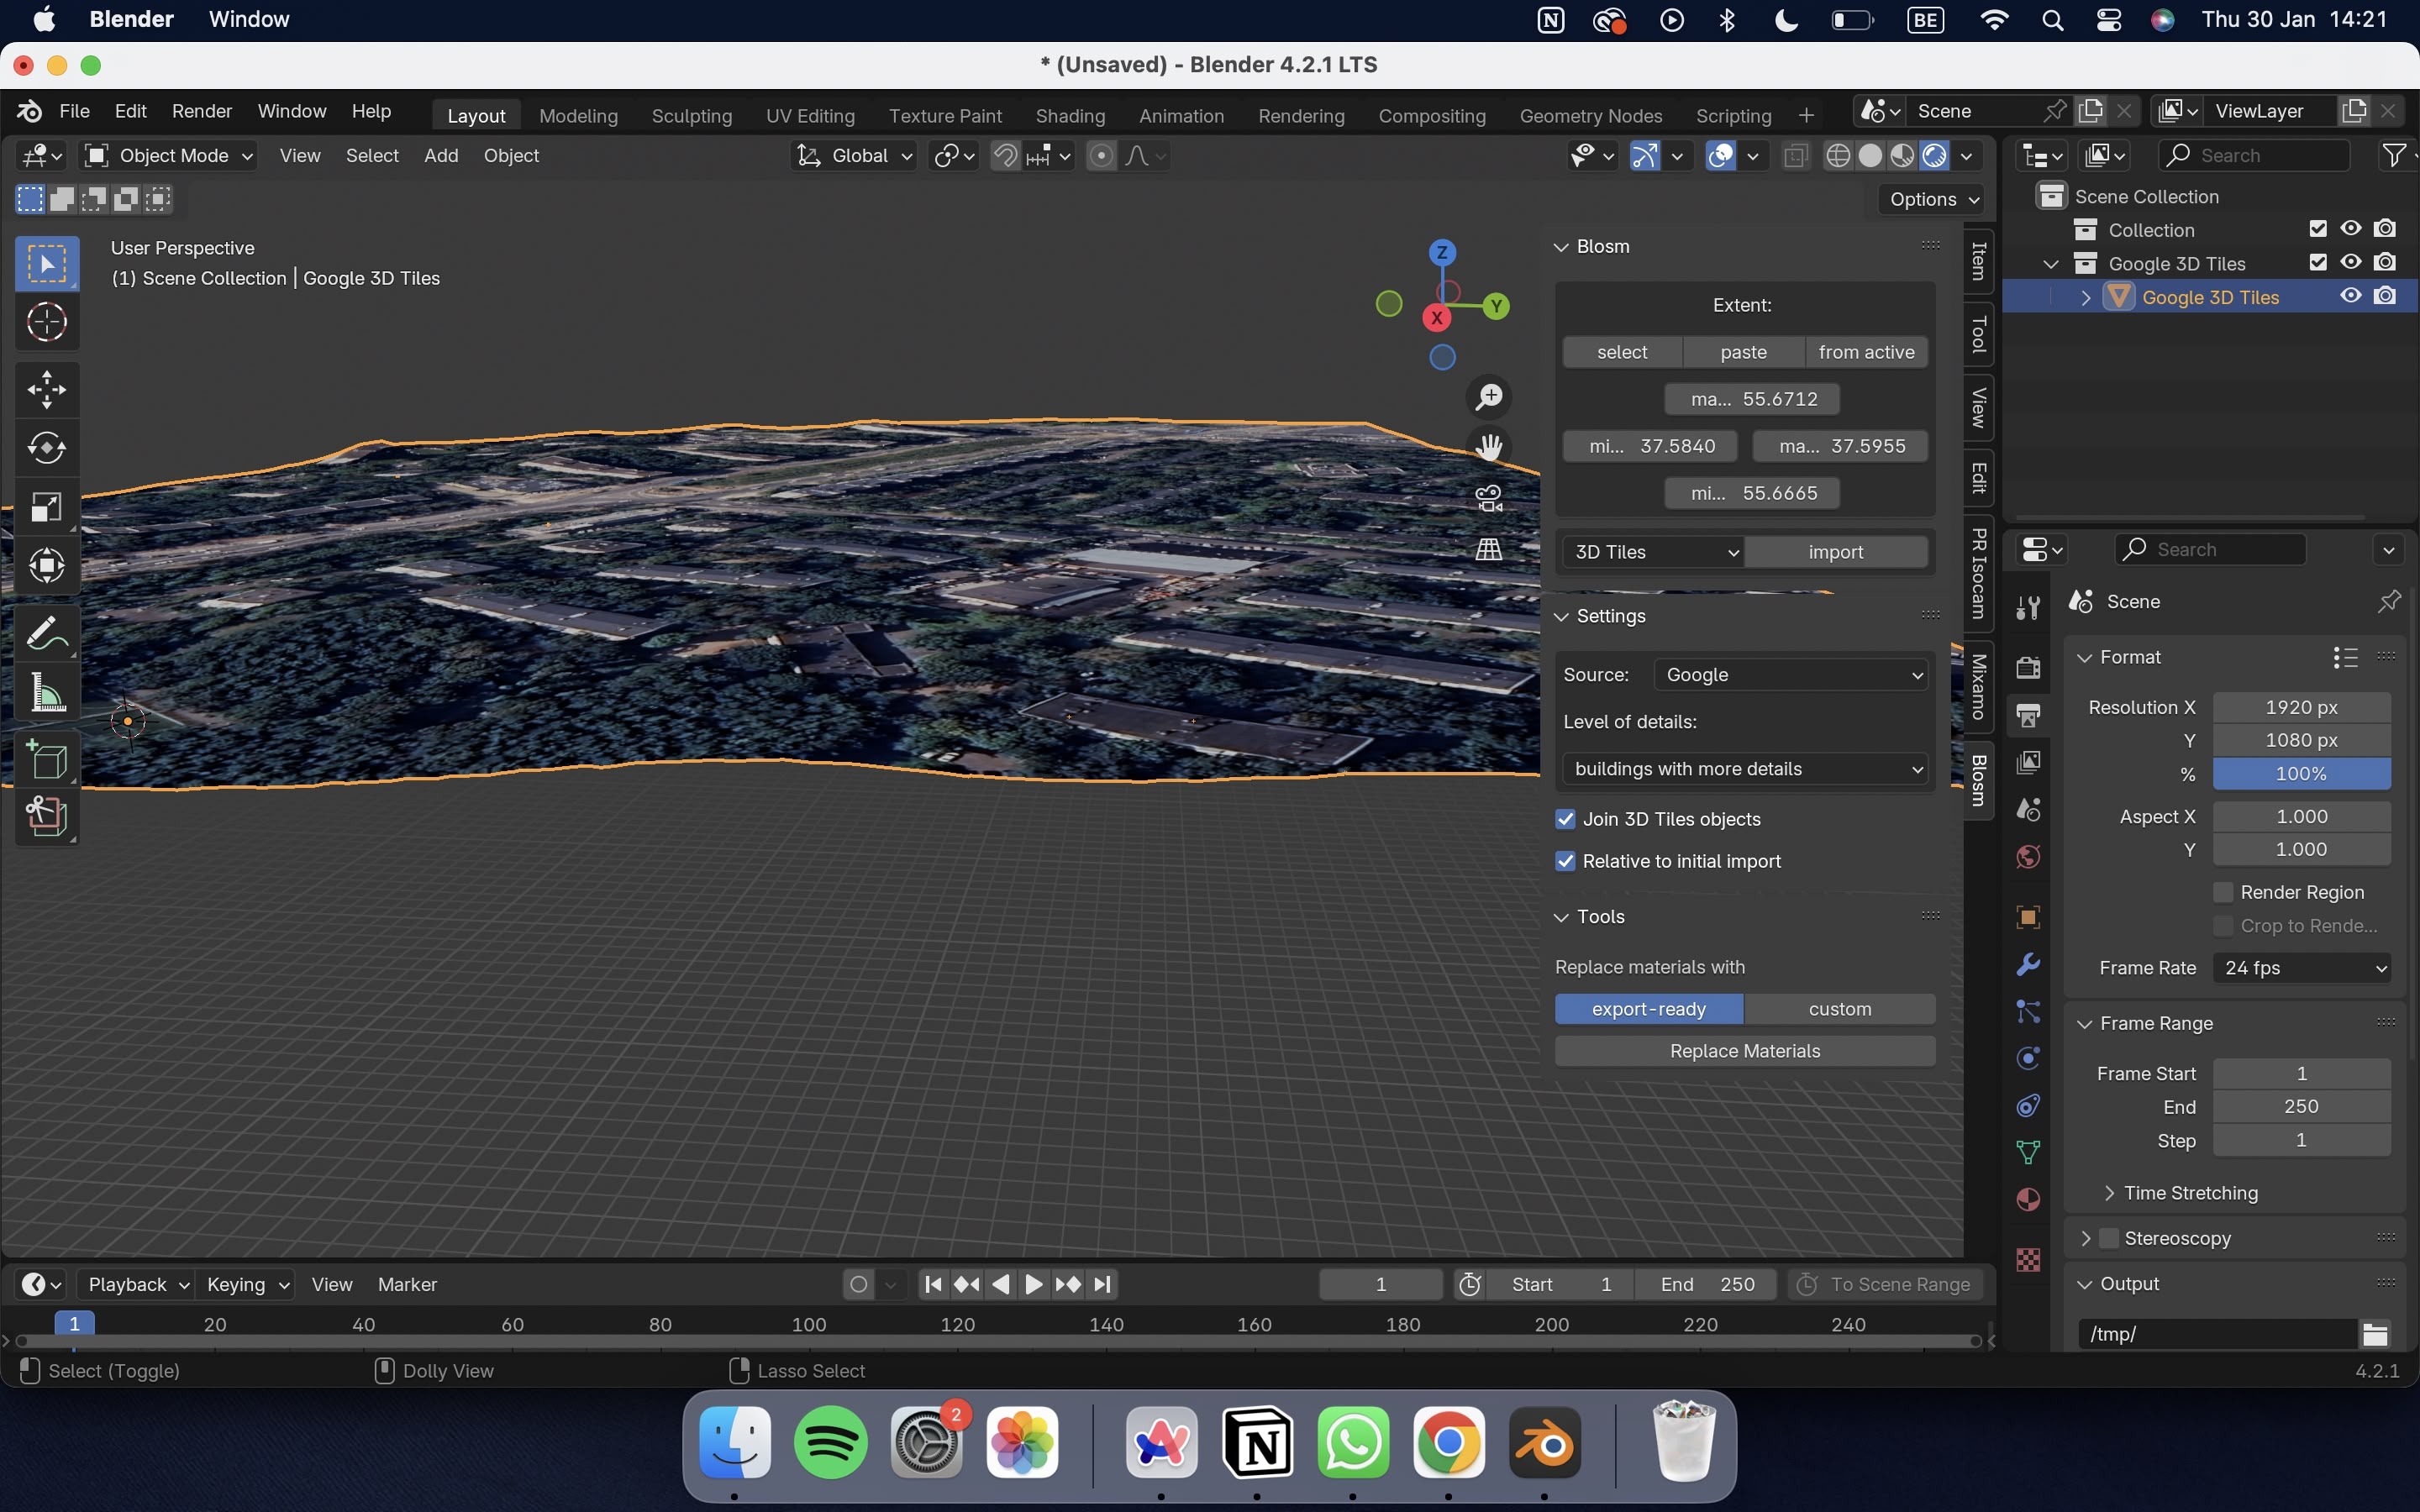 Blender Window BE Thu 30 Jan 14:21
* (Unsaved) - Blender 4.2.1 LTS
File Edit Render Window Help Layout Modeling Sculpting UV Editing Texture Paint Shading Animation Rendering Compositing Geometry Nodes Scripting + Scene ViewLayer
Object Mode View Select Add Object Global Search
Options
User Perspective
(1) Scene Collection | Google 3D Tiles
Z
Y
X
Blosm
Extent:
select paste from active
ma... 55.6712
mi... 37.5840 ma... 37.5955
mi... 55.6665
3D Tiles import
Settings
Source: Google
Level of details:
buildings with more details
Join 3D Tiles objects
Relative to initial import
Tools
Replace materials with
export-ready custom
Replace Materials
Item
Tool
View
Edit
PR Isocam
Mixamo
Blosm
Scene Collection
Collection
Google 3D Tiles
Google 3D Tiles
Search
Scene
Format
Resolution X 1920 px
Y 1080 px
% 100%
Aspect X 1.000
Y 1.000
Render Region
Crop to Rende...
Frame Rate 24 fps
Frame Range
Frame Start 1
End 250
Step 1
Time Stretching
Stereoscopy
Output
/tmp/
Playback Keying View Marker 1 Start 1 End 250 To Scene Range
1 20 40 60 80 100 120 140 160 180 200 220 240
Select (Toggle) Dolly View Lasso Select 4.2.1
2